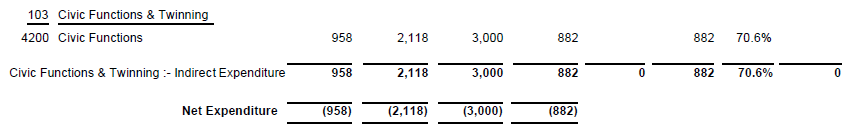 103 Civic Functions & Twinning
4200 Civic Functions 958 2,118 3,000 882 882 70.6%
Civic Functions & Twinning :- Indirect Expenditure 958 2,118 3,000 882 0 882 70.6% 0
Net Expenditure (958) (2,118) (3,000) (882)